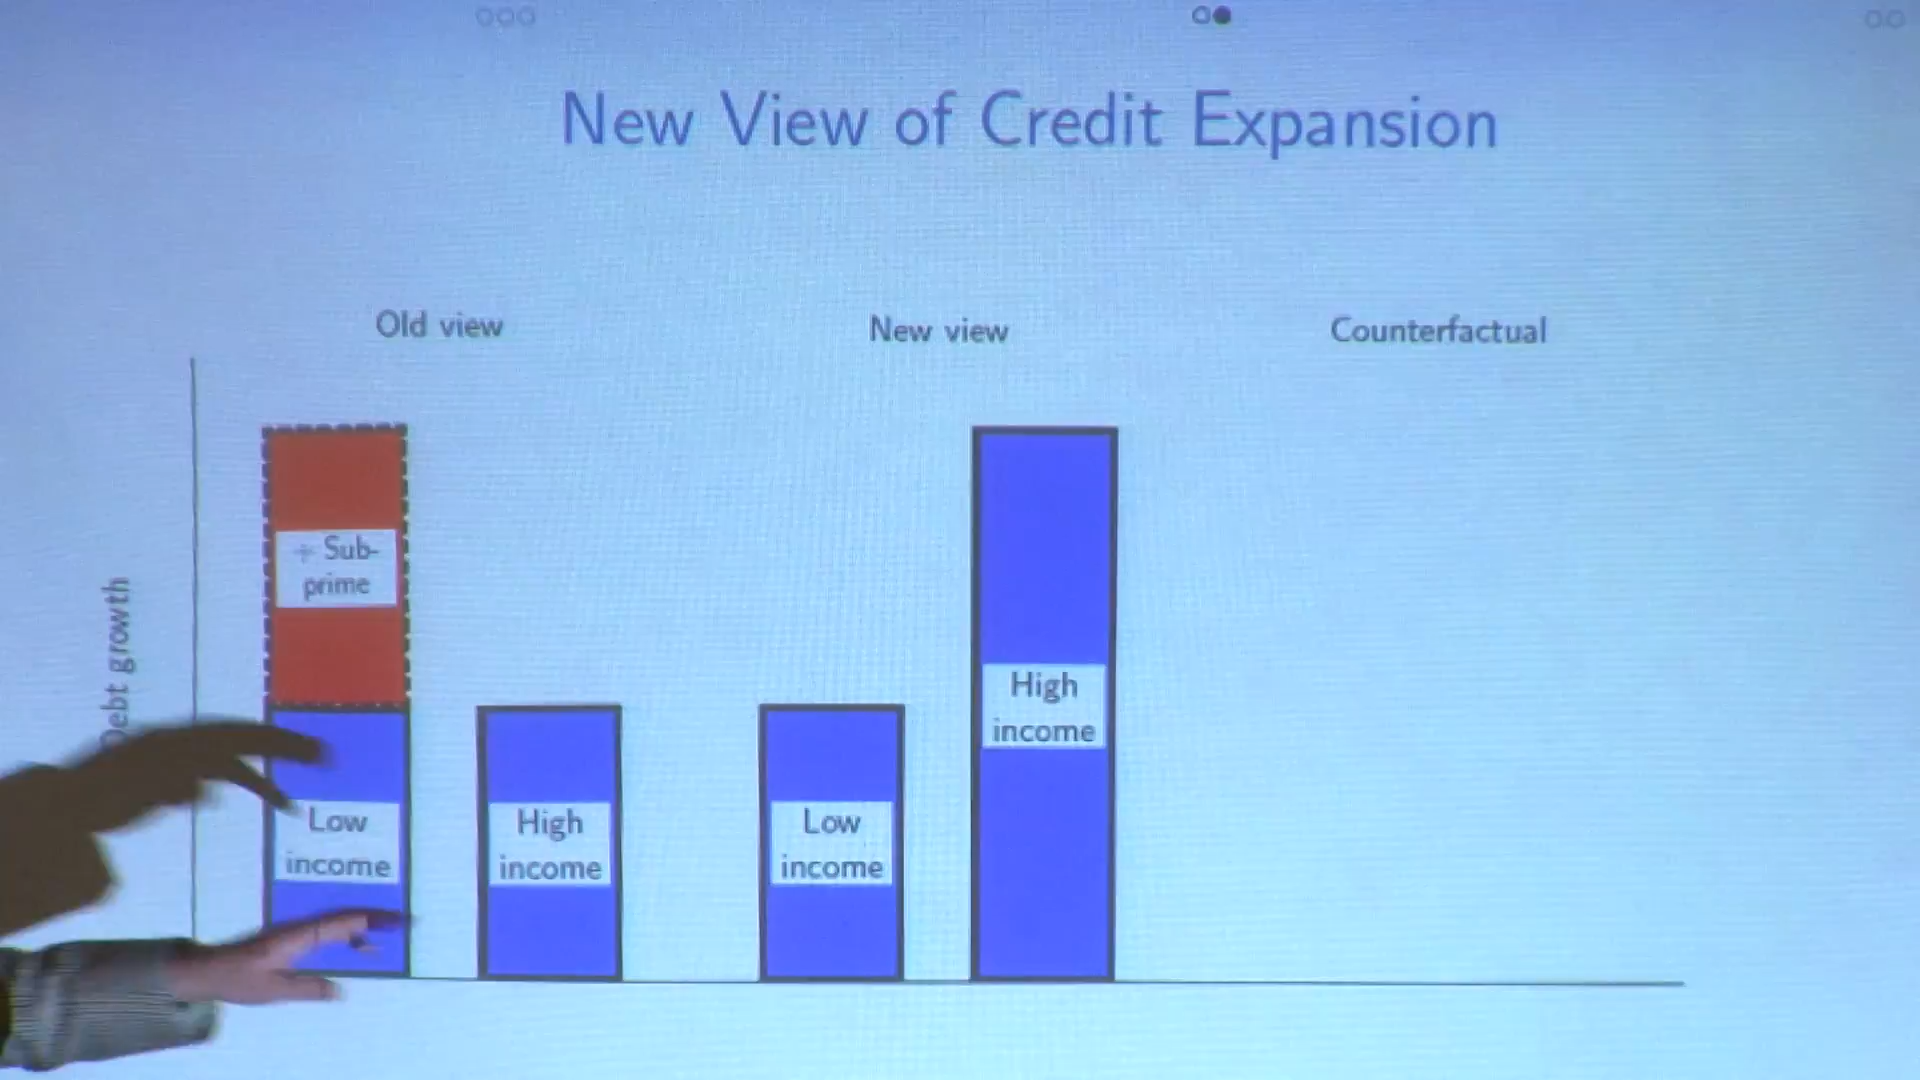 New View of Credit Expansion
Old view
New view
Counterfactual
Debt growth
+ Sub-
prime
Low
income
High
income
Low
income
High
income